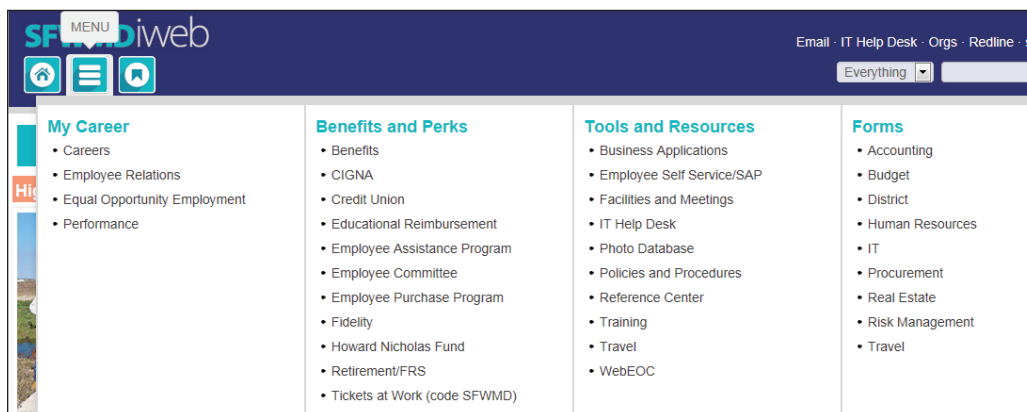 MENU
SFWMDiweb
Email · IT Help Desk · Orgs · Redline ·
Everything
My Career
• Careers
• Employee Relations
• Equal Opportunity Employment
• Performance
Benefits and Perks
• Benefits
• CIGNA
• Credit Union
• Educational Reimbursement
• Employee Assistance Program
• Employee Committee
• Employee Purchase Program
• Fidelity
• Howard Nicholas Fund
• Retirement/FRS
• Tickets at Work (code SFWMD)
Tools and Resources
• Business Applications
• Employee Self Service/SAP
• Facilities and Meetings
• IT Help Desk
• Photo Database
• Policies and Procedures
• Reference Center
• Training
• Travel
• WebEOC
Forms
• Accounting
• Budget
• District
• Human Resources
• IT
• Procurement
• Real Estate
• Risk Management
• Travel